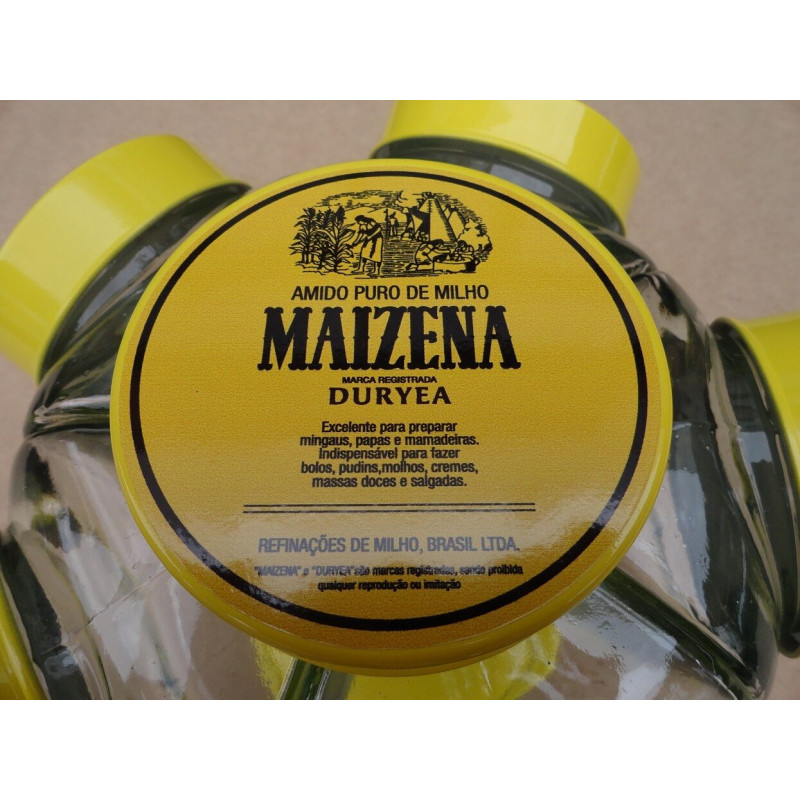 AMIDO PURO DE MILHO
MAIZENA
MARCA REGISTRADA
DURYEA
Excelente para preparar
mingaus, papas e mamadeiras.
Indispensável para fazer
bolos, pudins,molhos, cremes,
massas doces e salgadas.
REFINAÇÕES DE MILHO, BRASIL LTDA.
"MAIZENA" e "DURYEA"são marcas registradas, sendo proibida
qualquer reprodução ou imitação